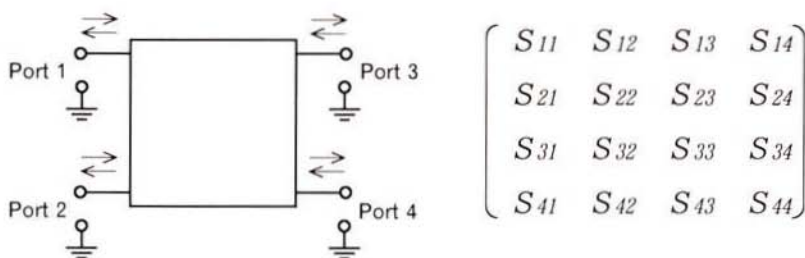 Port 1
Port 3
Port 2
Port 4
S11 S12 S13 S14
S21 S22 S23 S24
S31 S32 S33 S34
S41 S42 S43 S44